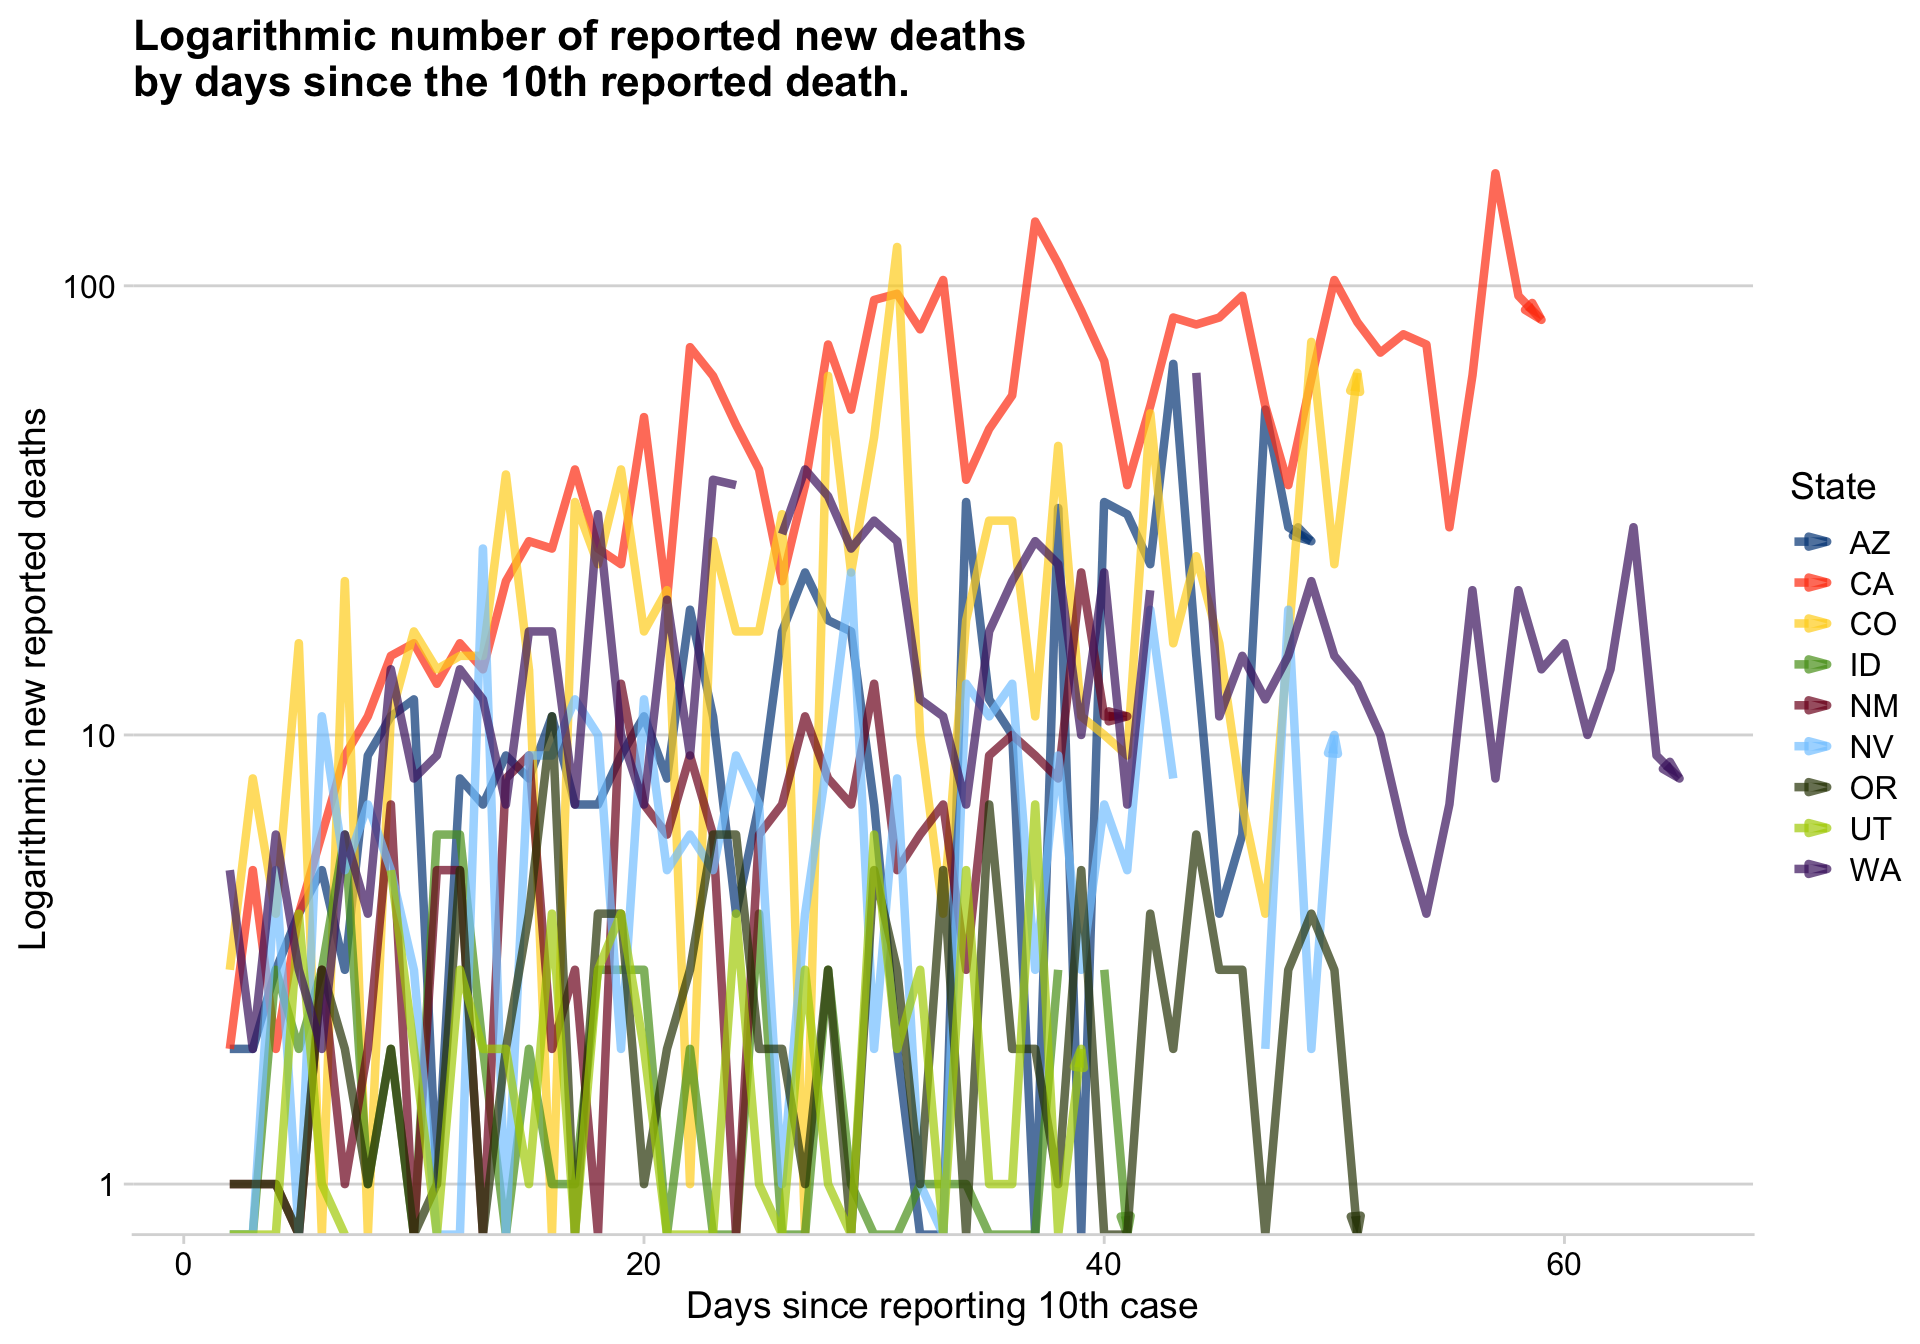 Logarithmic number of reported new deaths
by days since the 10th reported death.
Logarithmic new reported deaths
100
10
1
0
20
40
60
Days since reporting 10th case
State
AZ
CA
CO
ID
NM
NV
OR
UT
WA